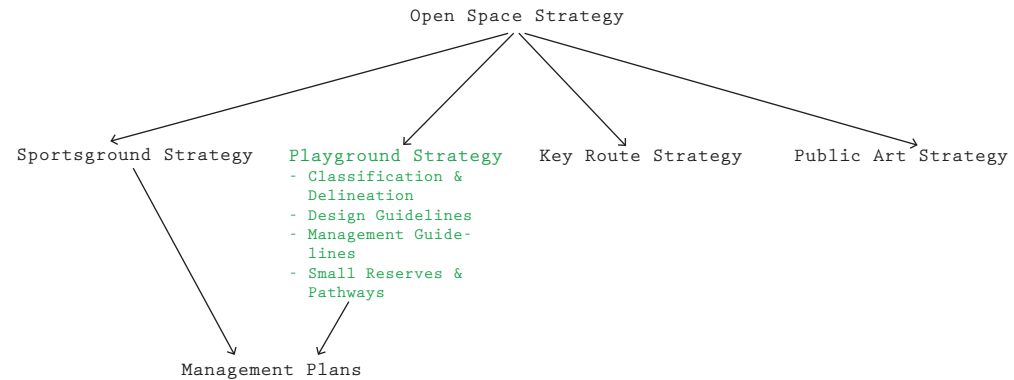 Open Space Strategy
Sportsground Strategy
Playground Strategy
- Classification &
Delineation
- Design Guidelines
- Management Guide-
lines
- Small Reserves &
Pathways
Key Route Strategy
Public Art Strategy
Management Plans